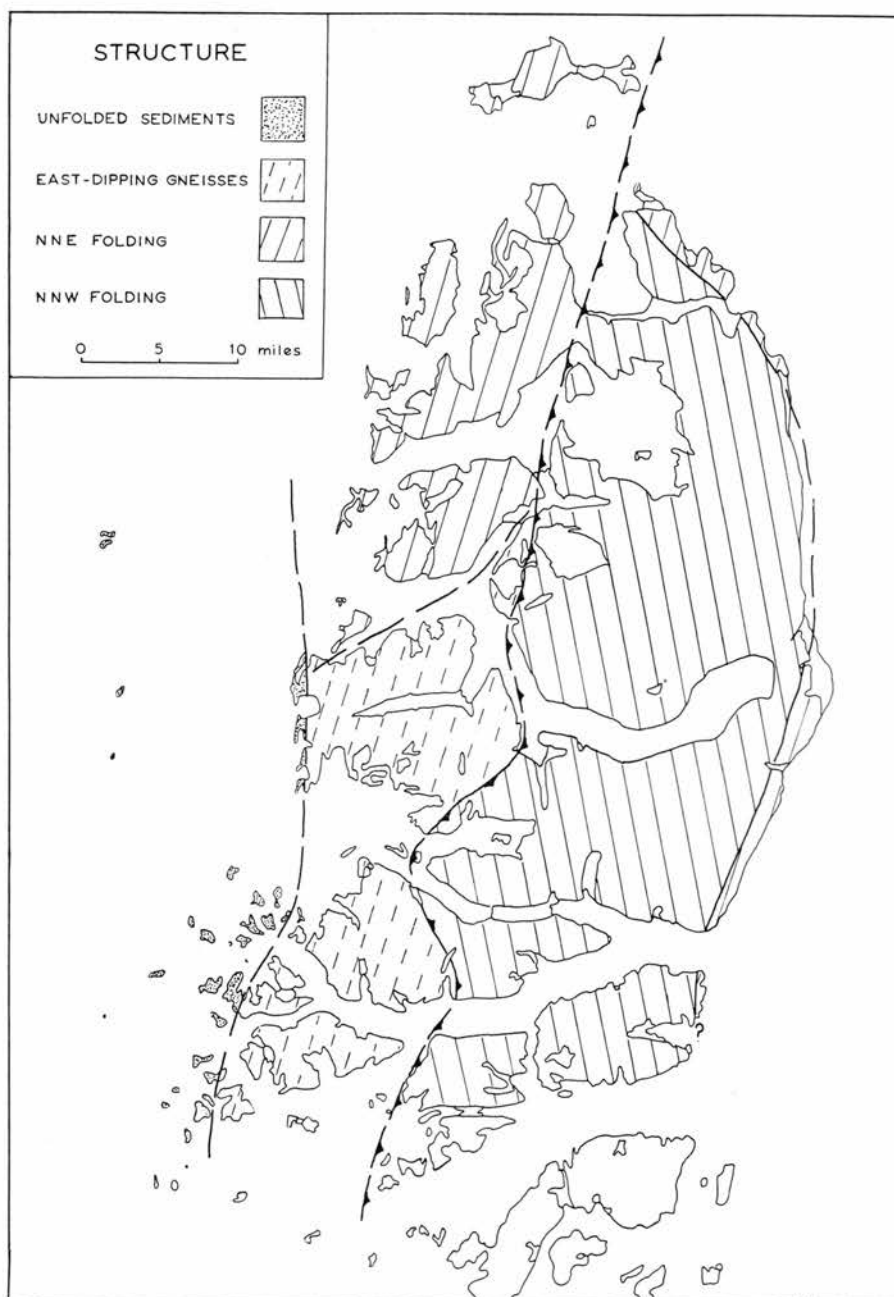 STRUCTURE
UNFOLDED SEDIMENTS
EAST-DIPPING GNEISSES
NNE FOLDING
NNW FOLDING
0 5 10 miles
?